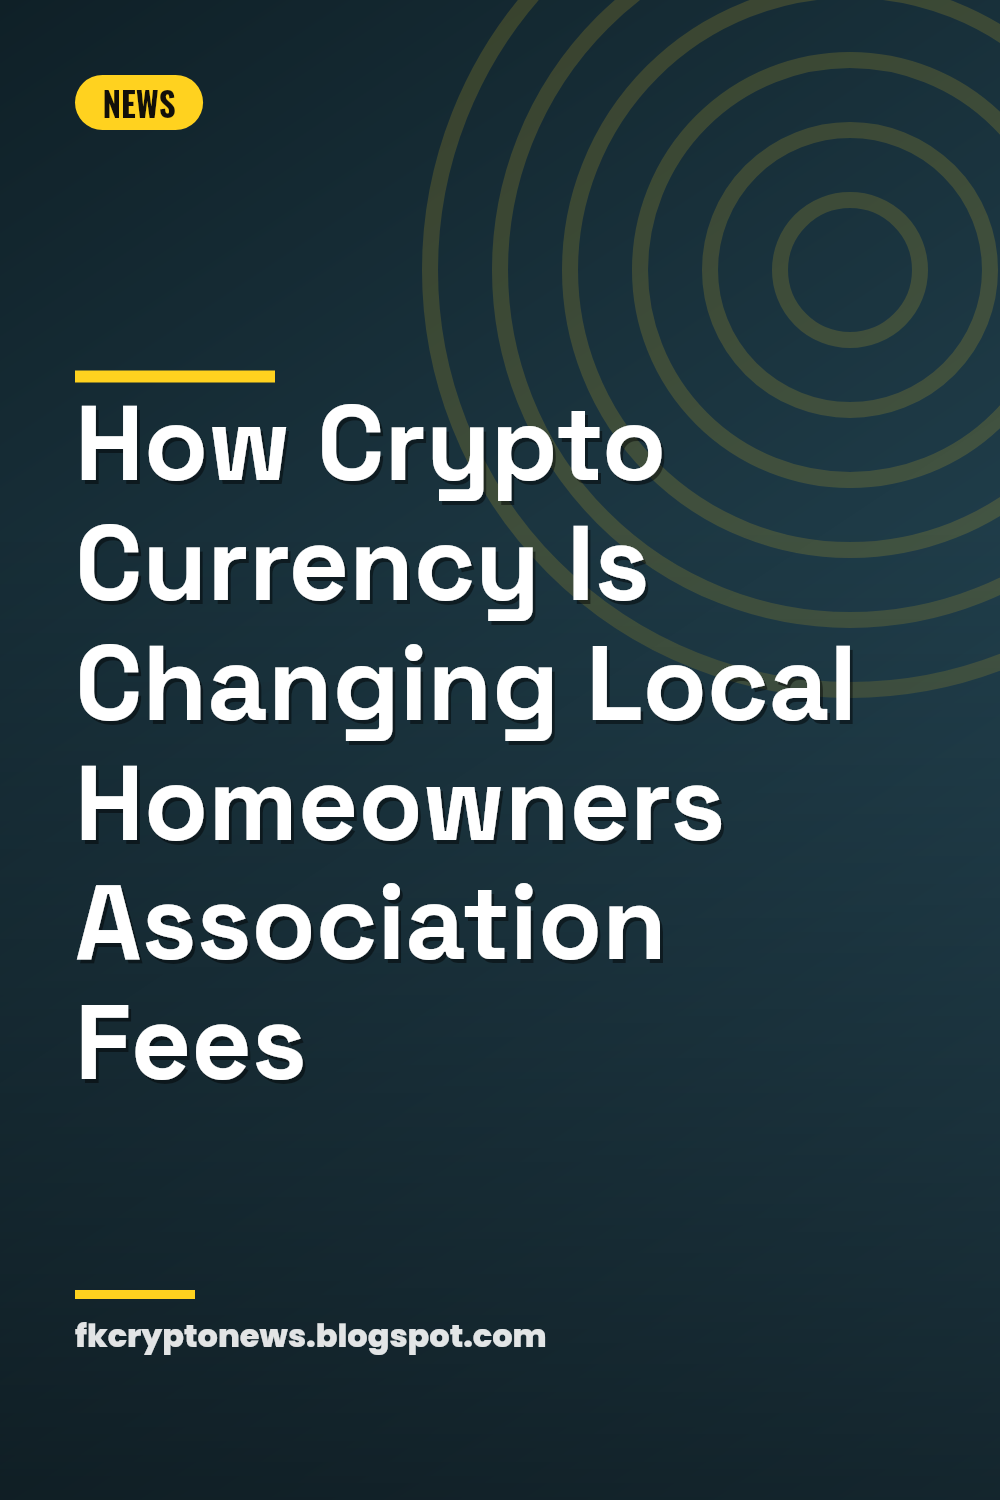 NEWS
How Crypto
Currency Is
Changing Local
Homeowners
Association
Fees
fkcryptonews.blogspot.com